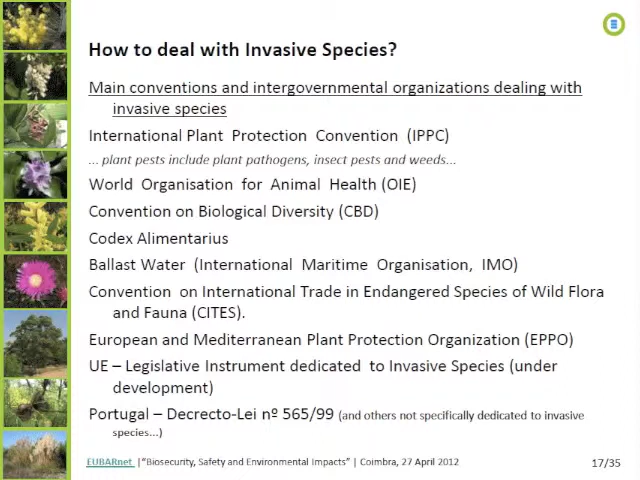 How to deal with Invasive Species?
Main conventions and intergovernmental organizations dealing with
invasive species
International Plant Protection Convention (IPPC)
... plant pests include plant pathogens, insect pests and weeds...
World Organisation for Animal Health (OIE)
Convention on Biological Diversity (CBD)
Codex Alimentarius
Ballast Water (International Maritime Organisation, IMO)
Convention on International Trade in Endangered Species of Wild Flora
and Fauna (CITES).
European and Mediterranean Plant Protection Organization (EPPO)
UE – Legislative Instrument dedicated to Invasive Species (under
development)
Portugal – Decrecto-Lei nº 565/99 (and others not specifically dedicated to invasive
species...)
EUBARnet |“Biosecurity, Safety and Environmental Impacts” | Coimbra, 27 April 2012
17/35